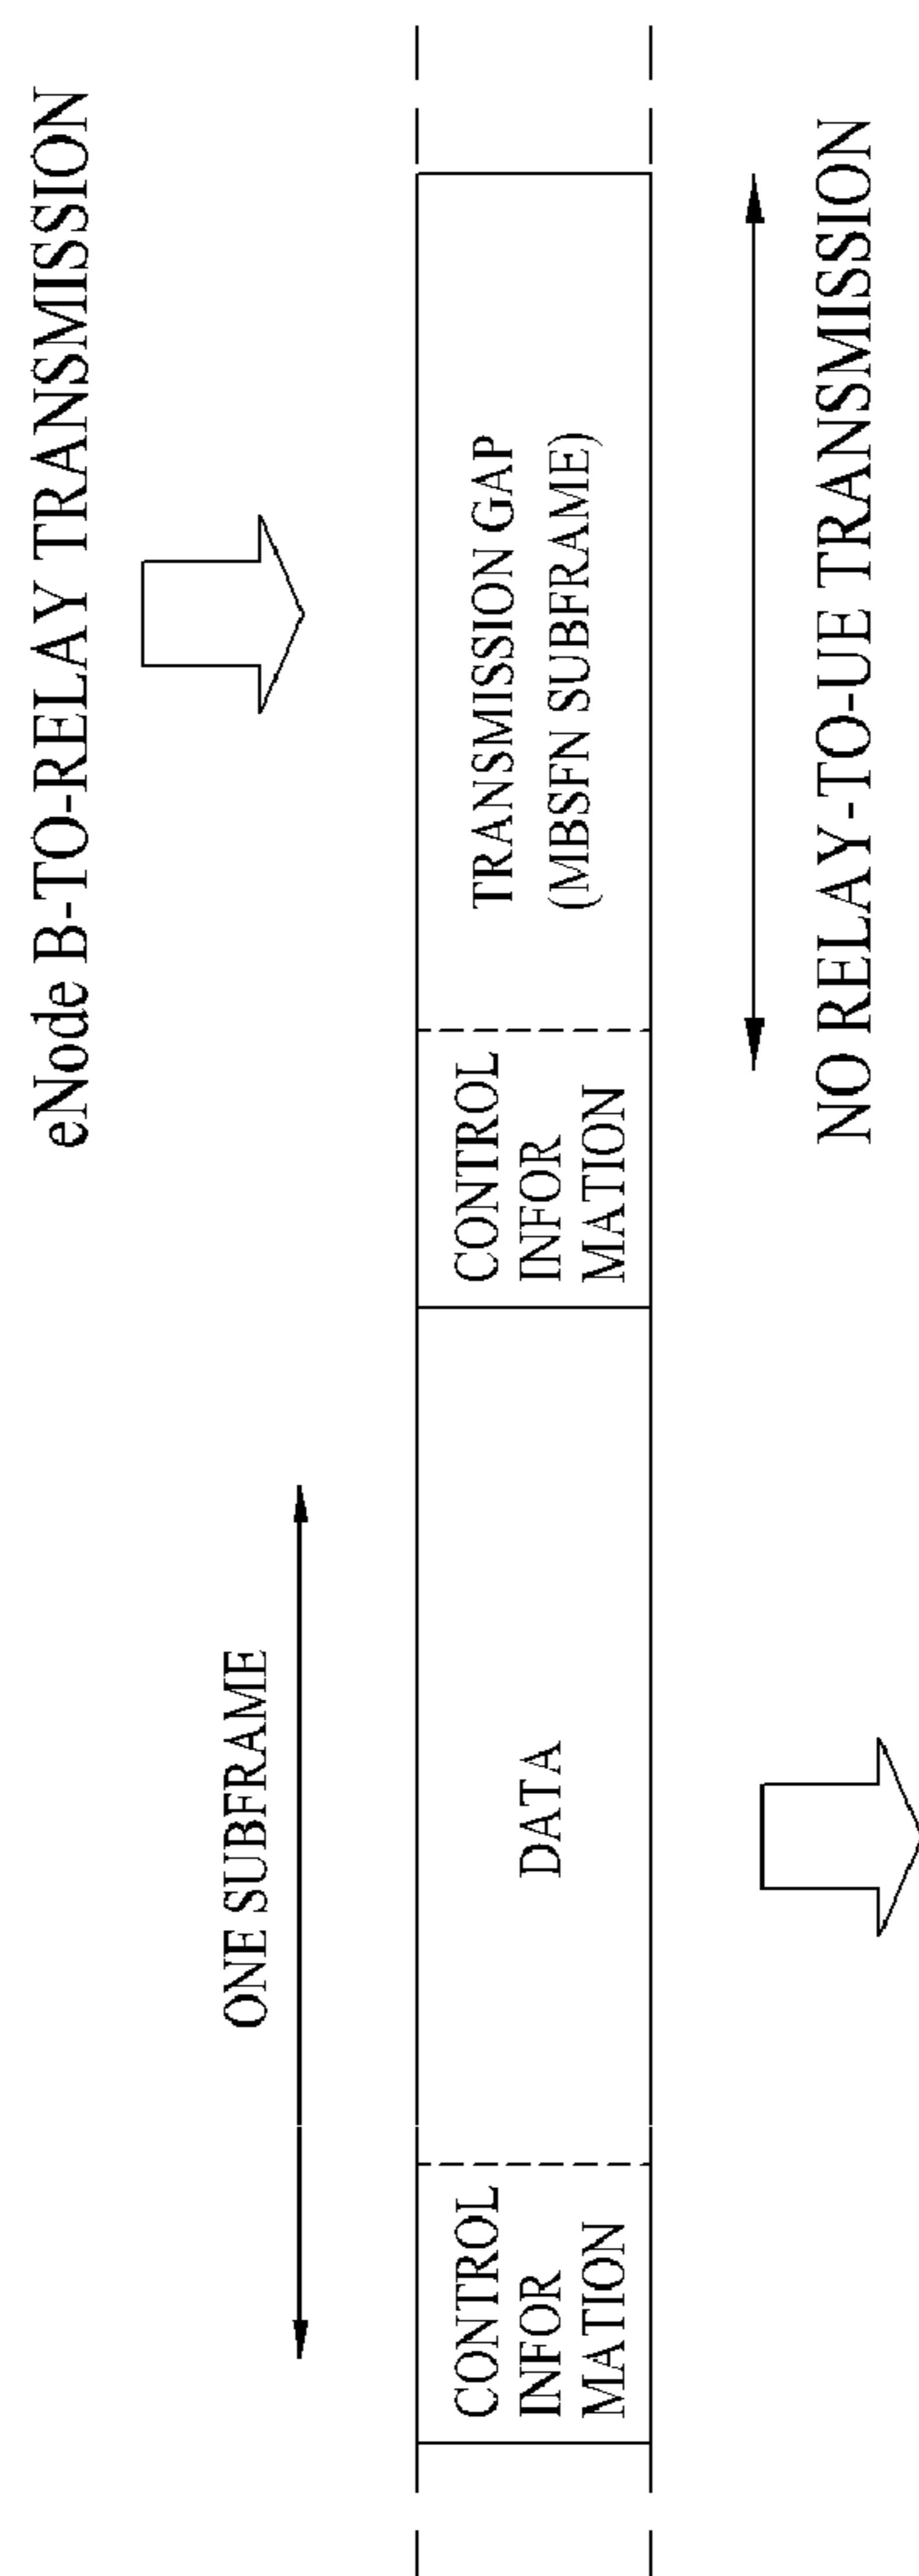 eNode B-TO-RELAY TRANSMISSION
ONE SUBFRAME
CONTROL
INFOR
MATION
DATA
CONTROL
INFOR
MATION
TRANSMISSION GAP
(MBSFN SUBFRAME)
NO RELAY-TO-UE TRANSMISSION